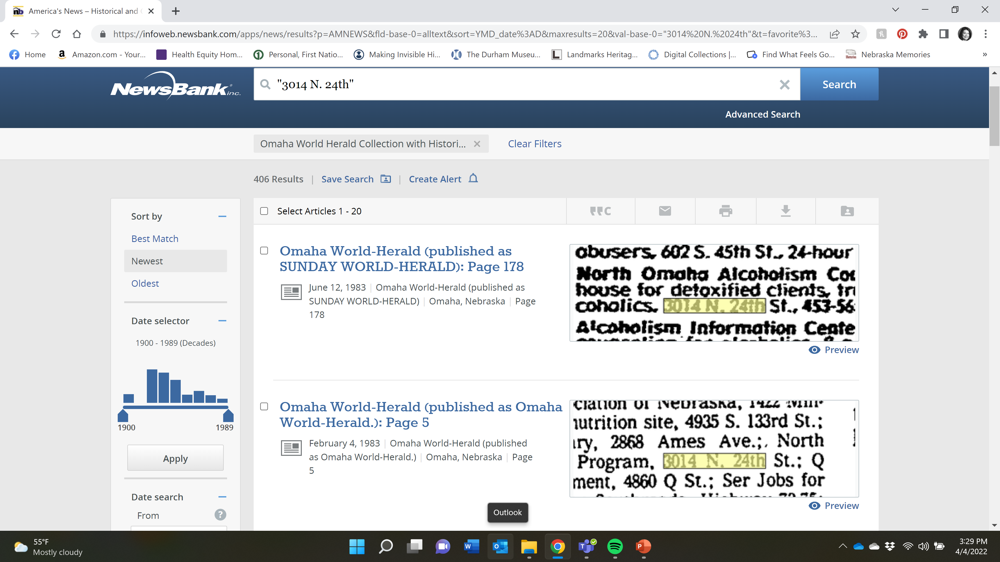 America's News – Historical and
https://infoweb.newsbank.com/apps/news/results?p=AMNEWS&fld-base-0=alltext&sort=YMD_date%3AD&maxresults=20&val-base-0="3014%20N.%2024th"&t=favorite%3...
Home
Amazon.com - Your...
Health Equity Hom...
Personal, First Natio...
Making Invisible Hi...
The Durham Museu...
Landmarks Heritag...
Digital Collections |...
Find What Feels Go...
Nebraska Memories
»
NewsBank® inc.
"3014 N. 24th"
Search
Advanced Search
Omaha World Herald Collection with Histori...
Clear Filters
406 Results | Save Search | Create Alert
Sort by
Best Match
Newest
Oldest
Date selector
1900 - 1989 (Decades)
1900
1989
Apply
Date search
From
?
Select Articles 1 - 20
Omaha World-Herald (published as
SUNDAY WORLD-HERALD): Page 178
June 12, 1983 | Omaha World-Herald (published as
SUNDAY WORLD-HERALD) | Omaha, Nebraska | Page
178
abusers, 602 S. 45th St., 24-hour
North Omaha Alcoholism Cou
house for detoxified clients, tr
coholics, 3014 N. 24th St., 453-56
Alcoholism Information Cente
Preview
Omaha World-Herald (published as Omaha
World-Herald.): Page 5
February 4, 1983 | Omaha World-Herald (published
as Omaha World-Herald.) | Omaha, Nebraska | Page
5
ciation of Nebraska, 1422
nutrition site, 4935 S. 133rd St.;
ry, 2868 Ames Ave.; North
Program, 3014 N. 24th St.; Q
ment, 4860 Q St.; Ser Jobs for
Preview
Outlook
55°F
Mostly cloudy
3:29 PM
4/4/2022